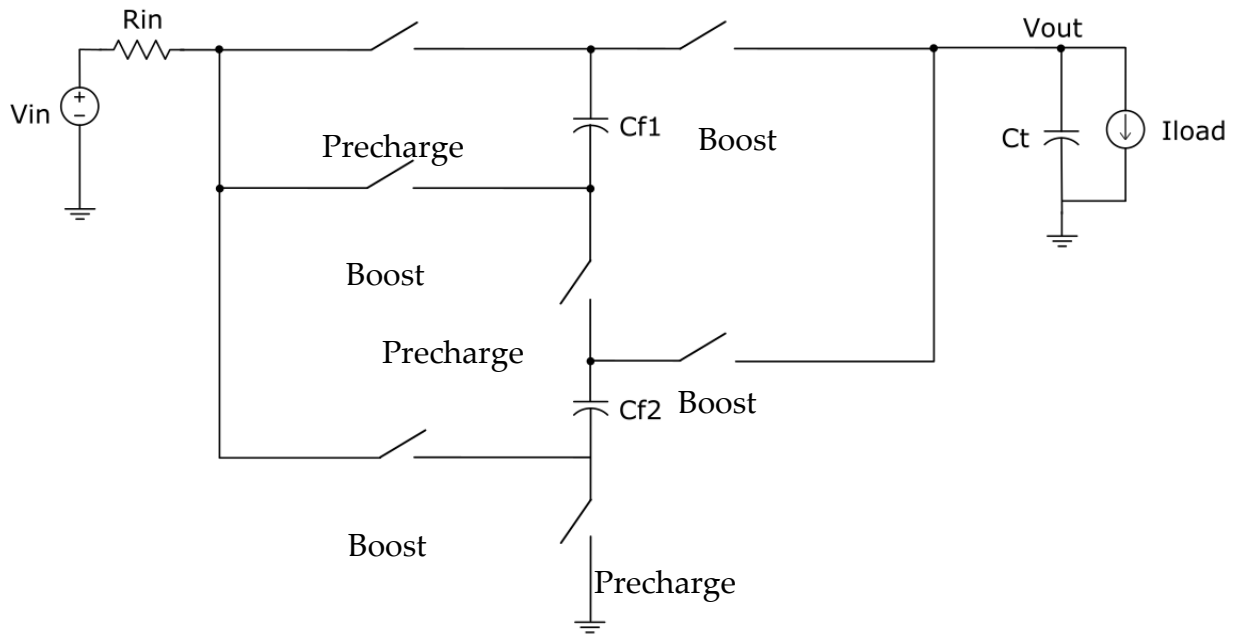 Rin
Vout
Vin
+
−
Cf1
Ct
Iload
Precharge
Boost
Boost
Precharge
Cf2
Boost
Boost
Precharge